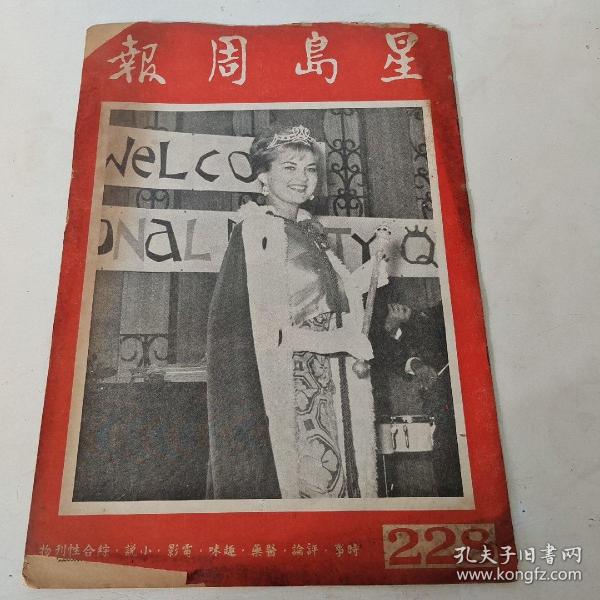 星島周報
WeLCO
ONAL TY Q
時事・評論・醫藥・趣味・電影・小說・綜合性刊物
228
孔夫子旧书网
www.kongfz.com